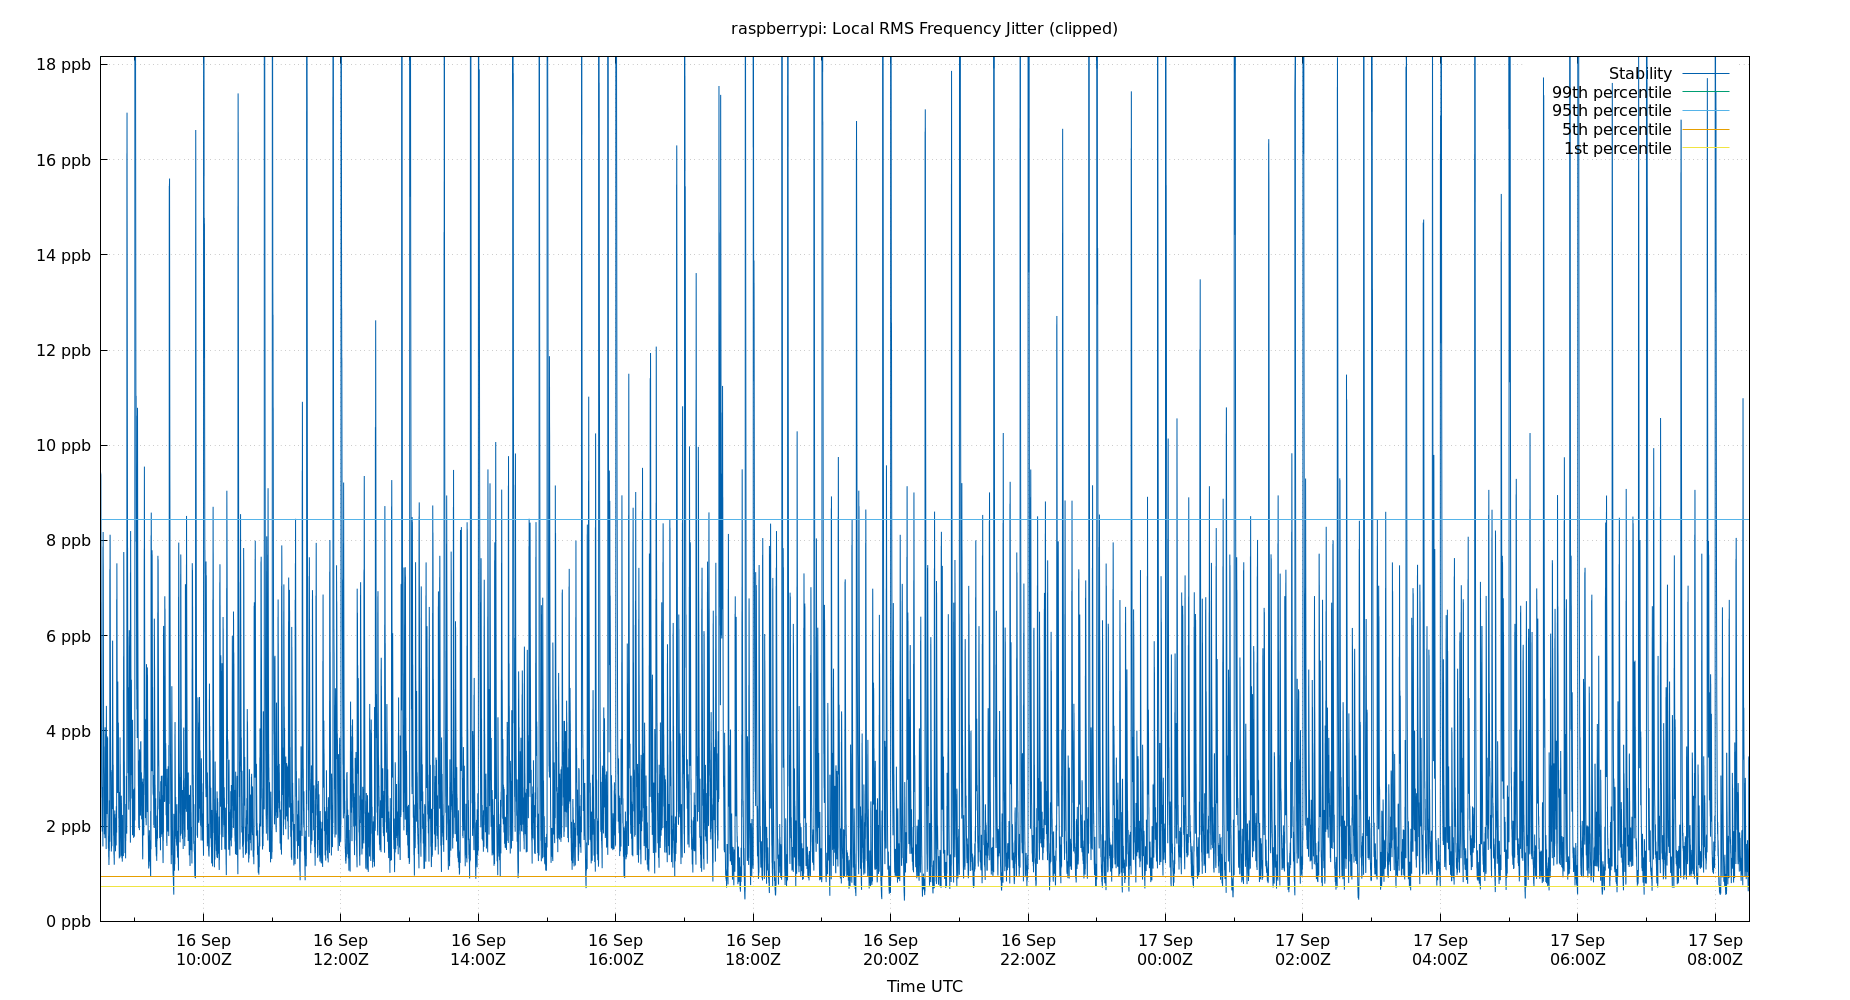 raspberrypi: Local RMS Frequency Jitter (clipped)
18 ppb
16 ppb
14 ppb
12 ppb
10 ppb
8 ppb
6 ppb
4 ppb
2 ppb
0 ppb
Stability
99th percentile
95th percentile
5th percentile
1st percentile
16 Sep 16 Sep 16 Sep 16 Sep 16 Sep 16 Sep 16 Sep 17 Sep 17 Sep 17 Sep 17 Sep 17 Sep
10:00Z 12:00Z 14:00Z 16:00Z 18:00Z 20:00Z 22:00Z 00:00Z 02:00Z 04:00Z 06:00Z 08:00Z
Time UTC